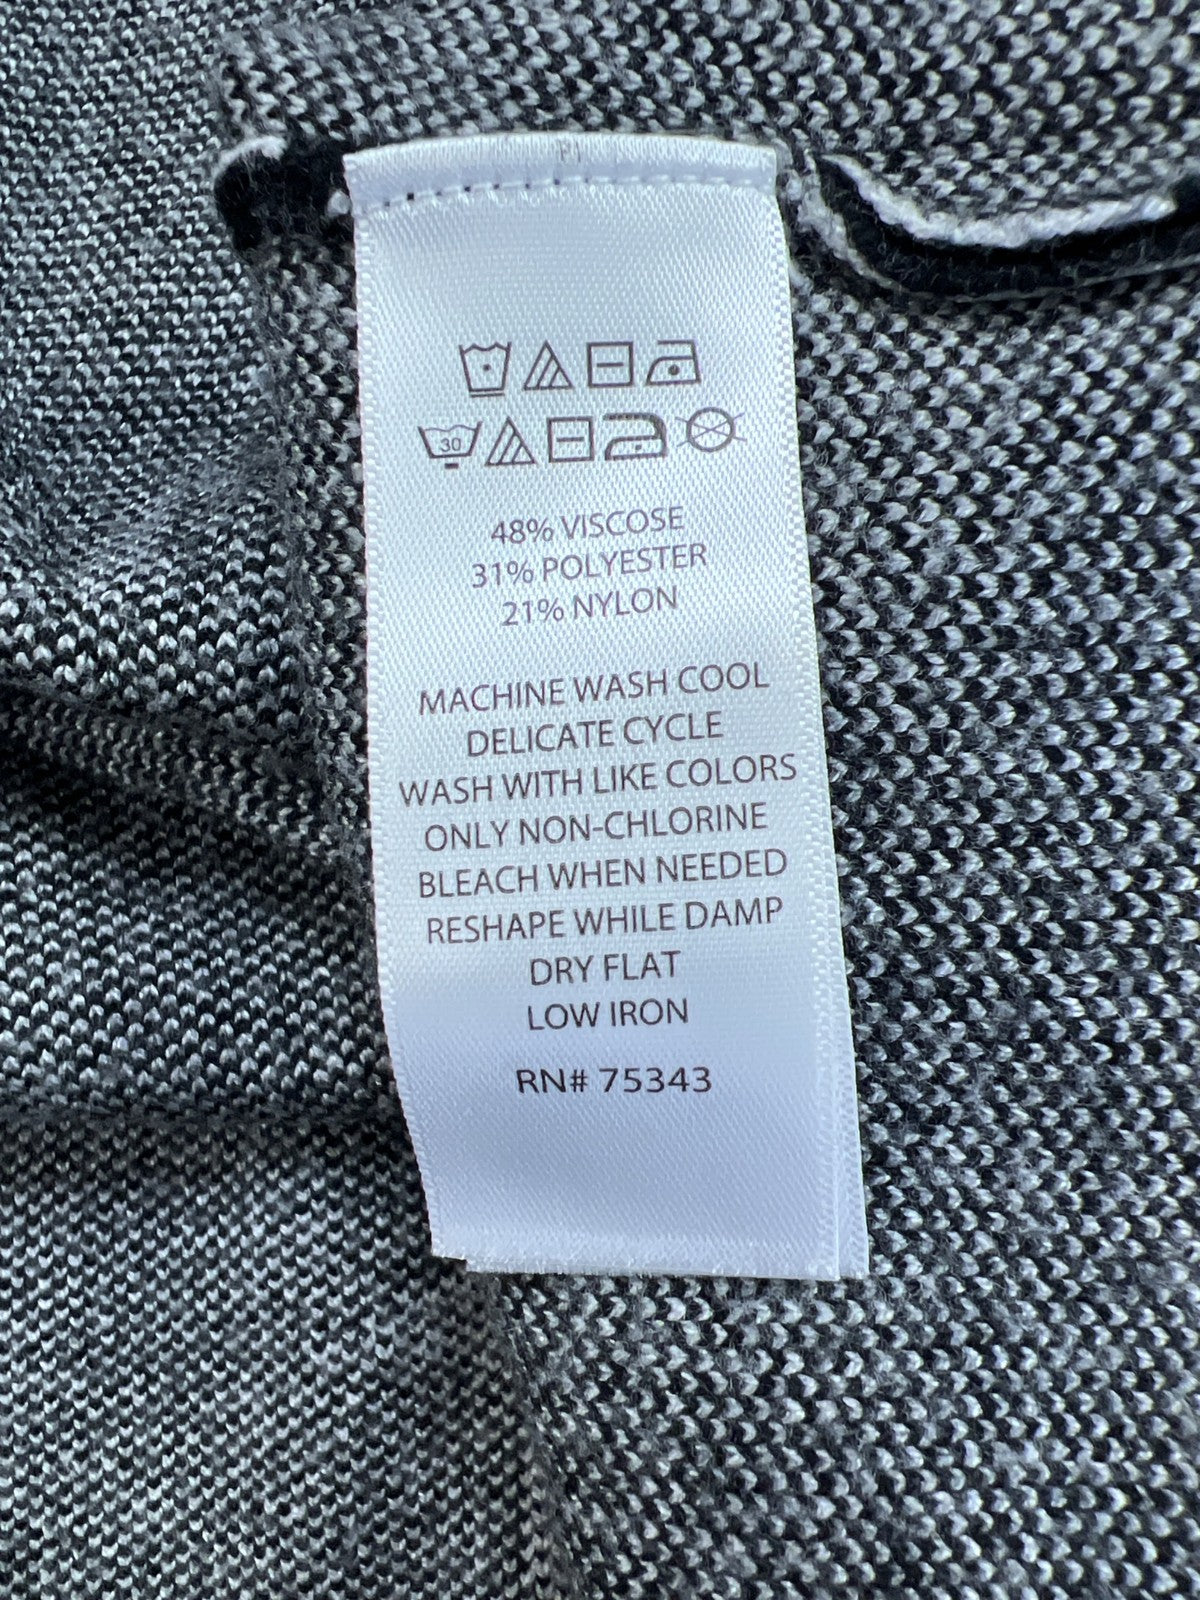 30
48% VISCOSE
31% POLYESTER
21% NYLON
MACHINE WASH COOL
DELICATE CYCLE
WASH WITH LIKE COLORS
ONLY NON-CHLORINE
BLEACH WHEN NEEDED
RESHAPE WHILE DAMP
DRY FLAT
LOW IRON
RN# 75343